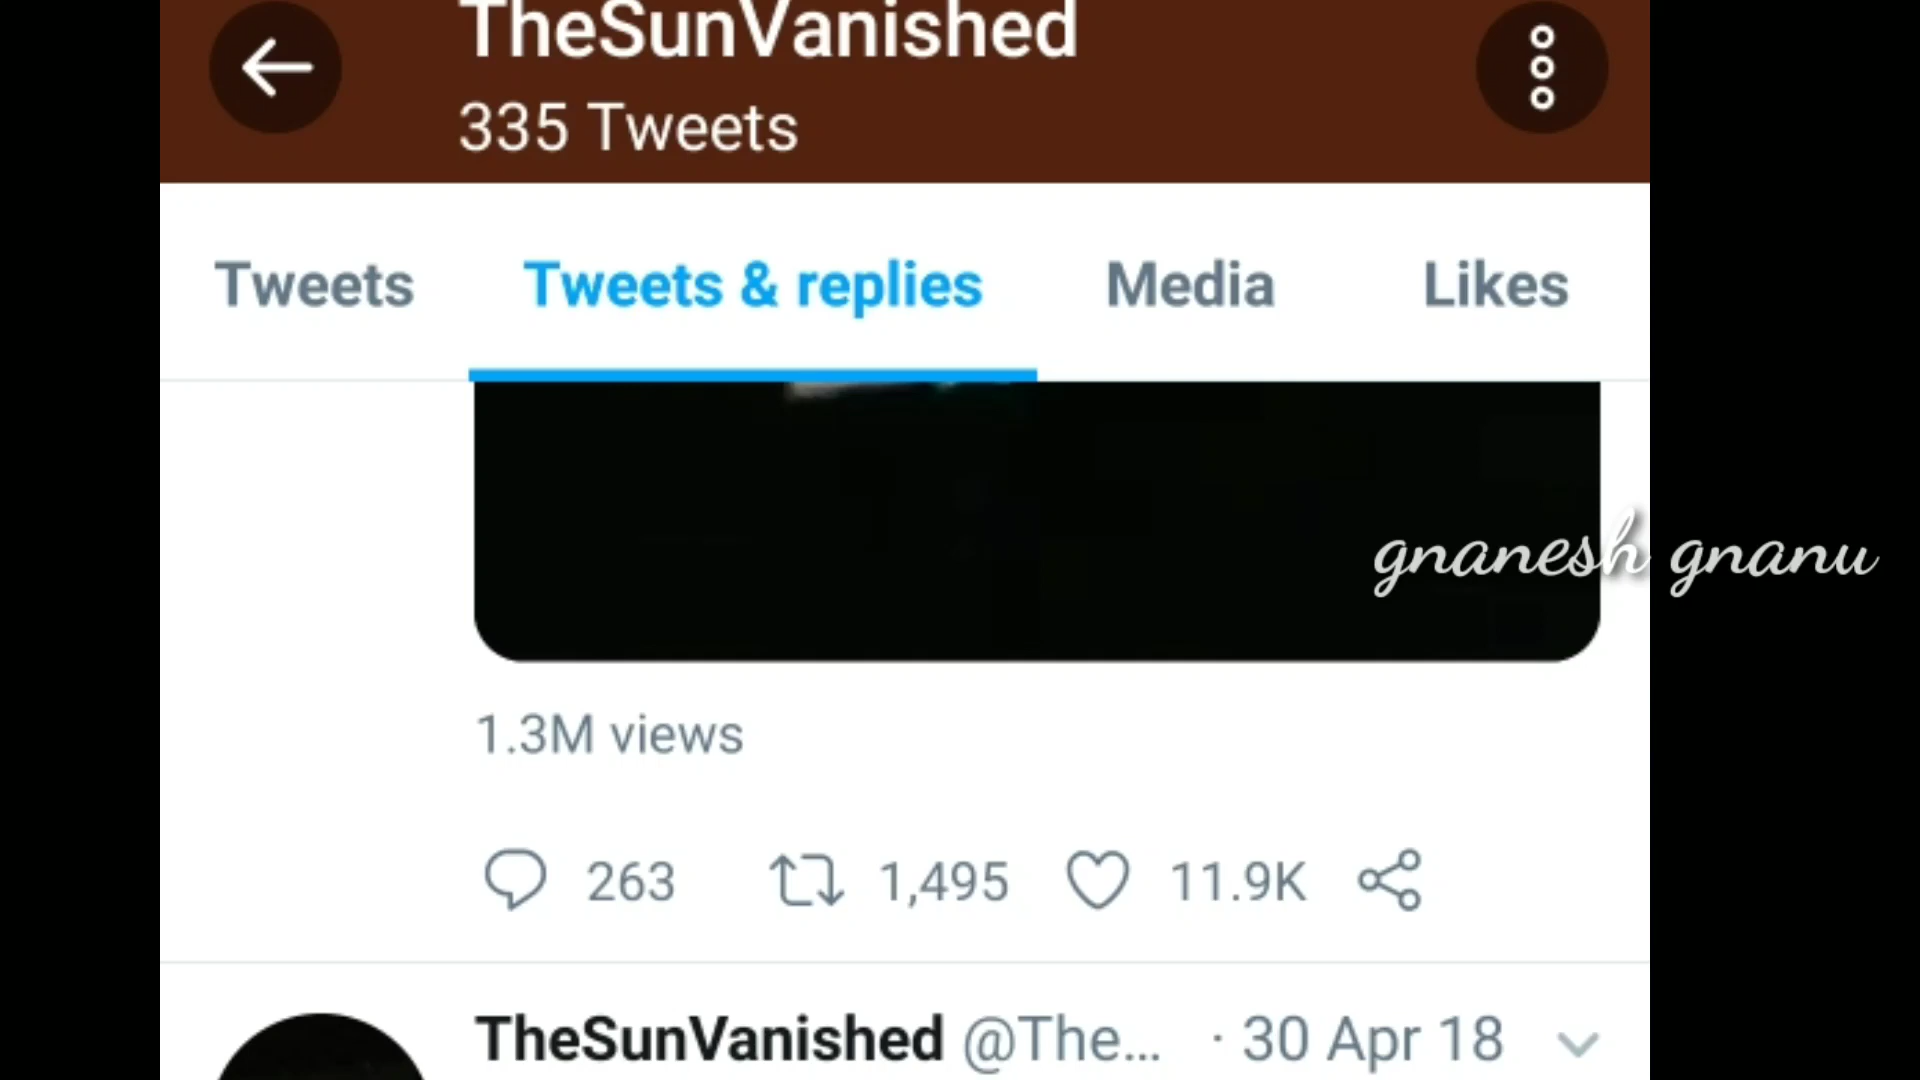 TheSunVanished
335 Tweets
Tweets Tweets & replies Media Likes
gnanesh gnanu
1.3M views
263 1,495 11.9K
TheSunVanished @The... · 30 Apr 18